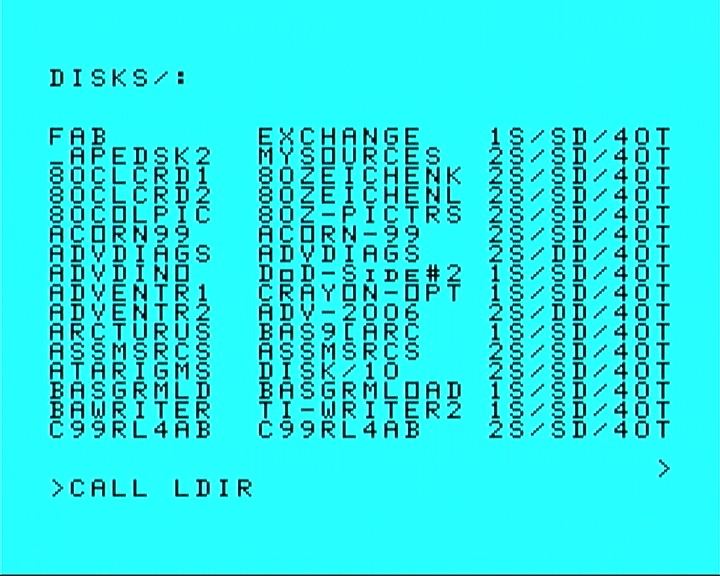 DISKS/:
FAB EXCHANGE 1S/SD/40T
_APEDSK2 MYSOURCES 2S/SD/40T
80CLCRD1 80ZEICHENK 2S/SD/40T
80CLCRD2 80ZEICHENL 2S/SD/40T
80COLPIC 80Z-PICTRS 2S/SD/40T
ACORN99 ACORN-99 2S/SD/40T
ADVDIAGS ADVDIAGS 2S/DD/40T
ADVDINO DoD-Side#2 1S/SD/40T
ADVENTR1 CRAYON-OPT 1S/SD/40T
ADVENTR2 ADV-2006 2S/DD/40T
ARCTURUS BAS9[ARC 1S/SD/40T
ASSMSRCS ASSMSRCS 2S/SD/40T
ATARIGMS DISK/10 2S/SD/40T
BASGRMLD BASGRMLOAD 1S/SD/40T
BAWRITER TI-WRITER2 1S/SD/40T
C99RL4AB C99RL4AB 2S/SD/40T
>
>CALL LDIR